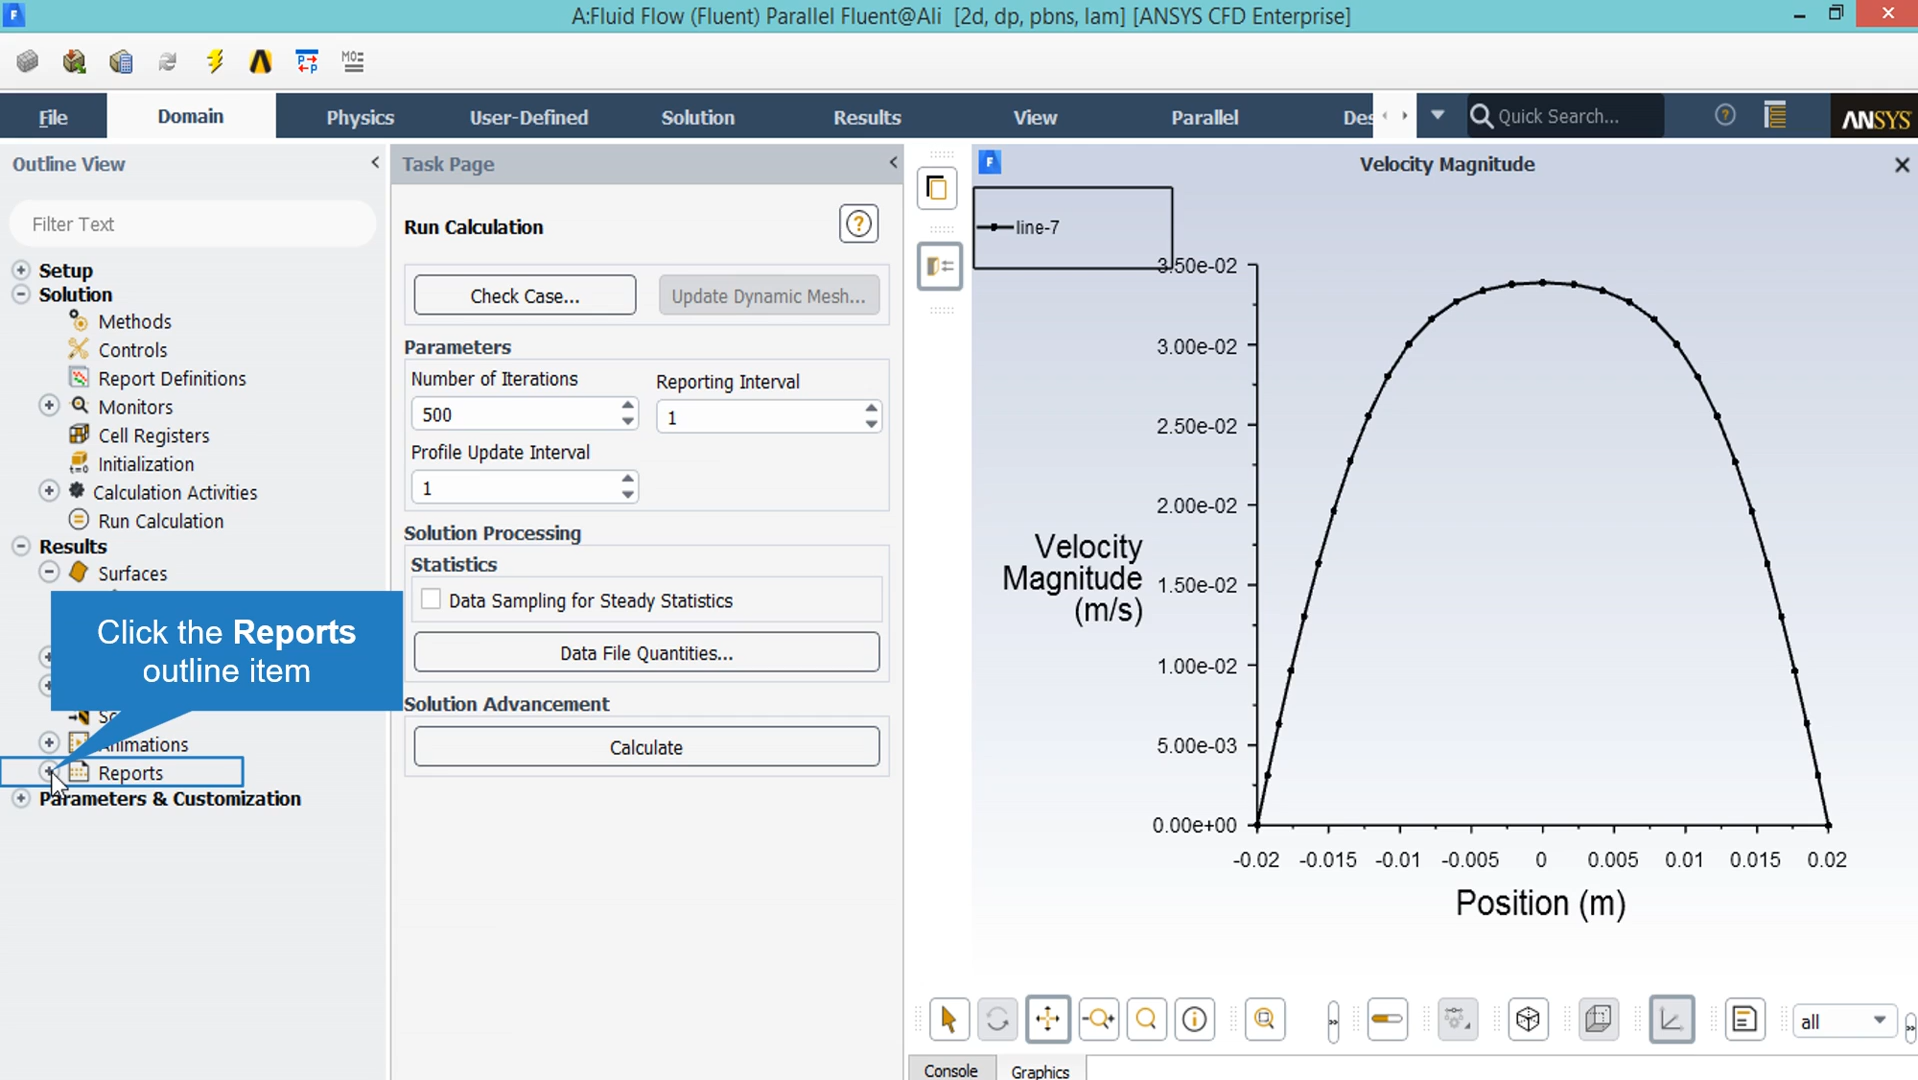 A:Fluid Flow (Fluent) Parallel Fluent@Ali [2d, dp, pbns, lam] [ANSYS CFD Enterprise]
File
Domain
Physics
User-Defined
Solution
Results
View
Parallel
Des
Quick Search...
ANSYS
Outline View
Filter Text
Setup
Solution
Methods
Controls
Report Definitions
Monitors
Cell Registers
Initialization
Calculation Activities
Run Calculation
Results
Surfaces
Click the Reports
outline item
Animations
Reports
Parameters & Customization
Task Page
Run Calculation
Check Case...
Update Dynamic Mesh...
Parameters
Number of Iterations
Reporting Interval
500
1
Profile Update Interval
1
Solution Processing
Statistics
Data Sampling for Steady Statistics
Data File Quantities...
Solution Advancement
Calculate
Velocity Magnitude
line-7
3.50e-02
3.00e-02
2.50e-02
2.00e-02
1.50e-02
1.00e-02
5.00e-03
0.00e+00
Velocity
Magnitude
(m/s)
-0.02 -0.015 -0.01 -0.005 0 0.005 0.01 0.015 0.02
Position (m)
all
Console
Graphics